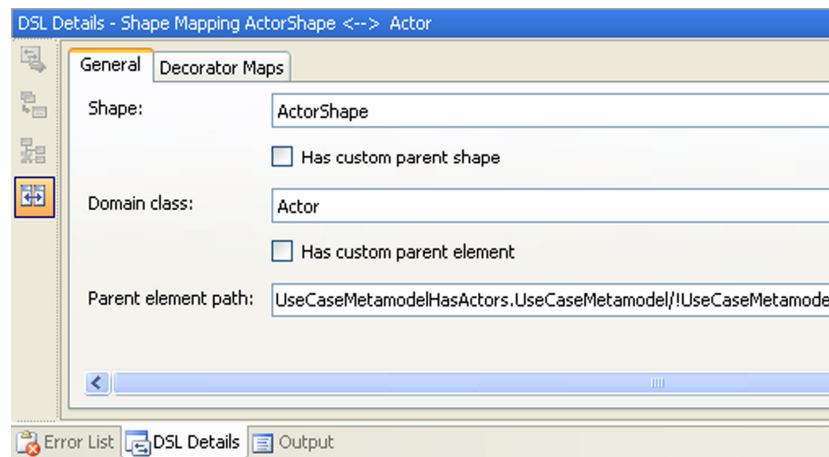 DSL Details - Shape Mapping ActorShape <--> Actor
General Decorator Maps
Shape: ActorShape
Has custom parent shape
Domain class: Actor
Has custom parent element
Parent element path: UseCaseMetamodelHasActors.UseCaseMetamodel/!UseCaseMetamode
Error List DSL Details Output